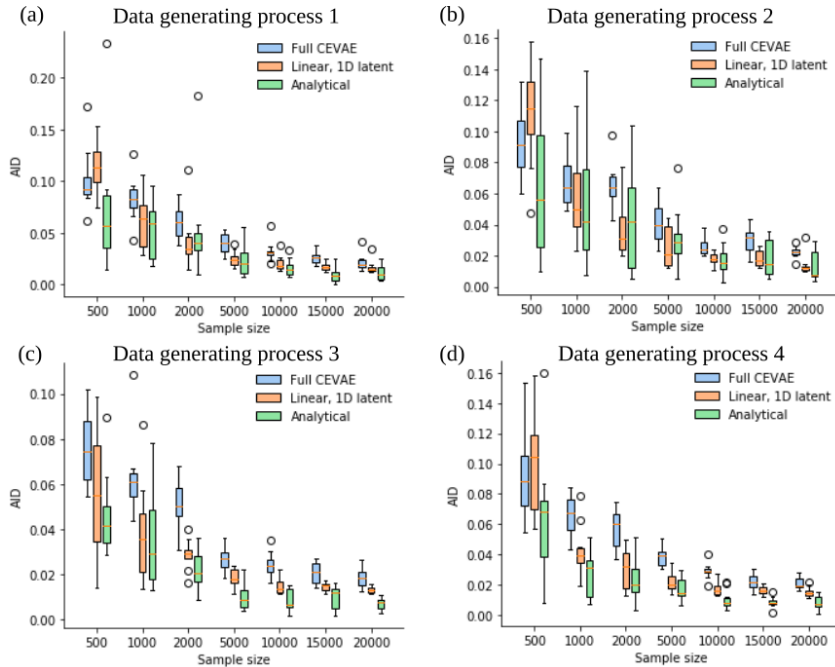 (a) Data generating process 1
Full CEVAE
Linear, 1D latent
Analytical
AID
0.20
0.15
0.10
0.05
0.00
500 1000 2000 5000 10000 15000 20000
Sample size
(b) Data generating process 2
Full CEVAE
Linear, 1D latent
Analytical
AID
0.16
0.14
0.12
0.10
0.08
0.06
0.04
0.02
0.00
500 1000 2000 5000 10000 15000 20000
Sample size
(c) Data generating process 3
Full CEVAE
Linear, 1D latent
Analytical
AID
0.10
0.08
0.06
0.04
0.02
0.00
500 1000 2000 5000 10000 15000 20000
Sample size
(d) Data generating process 4
Full CEVAE
Linear, 1D latent
Analytical
AID
0.16
0.14
0.12
0.10
0.08
0.06
0.04
0.02
0.00
500 1000 2000 5000 10000 15000 20000
Sample size